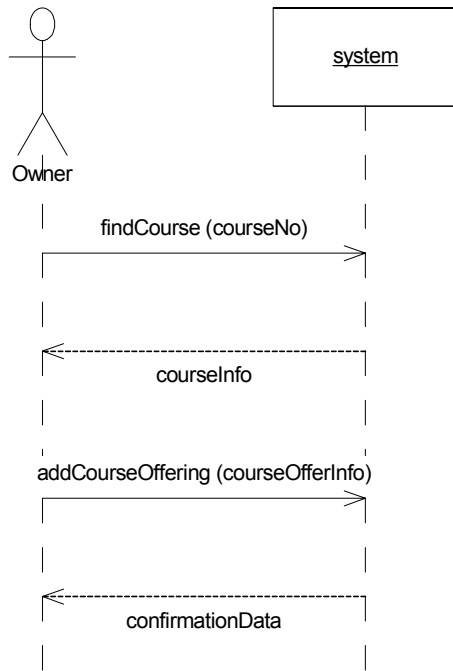 system
Owner
findCourse (courseNo)
courseInfo
addCourseOffering (courseOfferInfo)
confirmationData